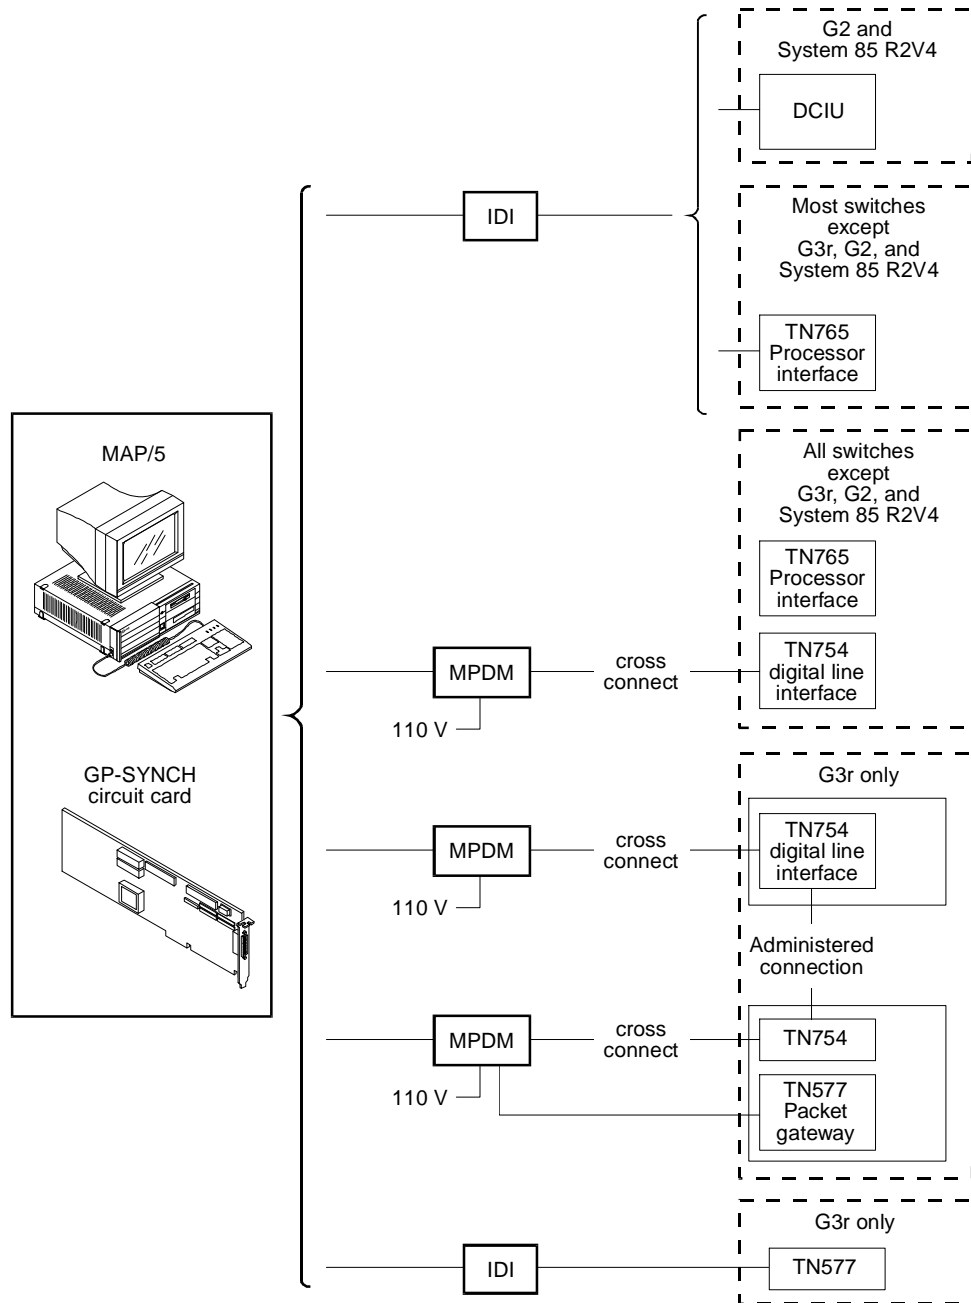 G2 and
System 85 R2V4
DCIU
IDI
Most switches
except
G3r, G2, and
System 85 R2V4
TN765
Processor
interface
All switches
except
G3r, G2, and
System 85 R2V4
TN765
Processor
interface
MAP/5
MPDM
cross
connect
TN754
digital line
interface
110 V
GP-SYNCH
circuit card
G3r only
MPDM
cross
connect
TN754
digital line
interface
110 V
Administered
connection
MPDM
cross
connect
TN754
110 V
TN577
Packet
gateway
G3r only
IDI
TN577